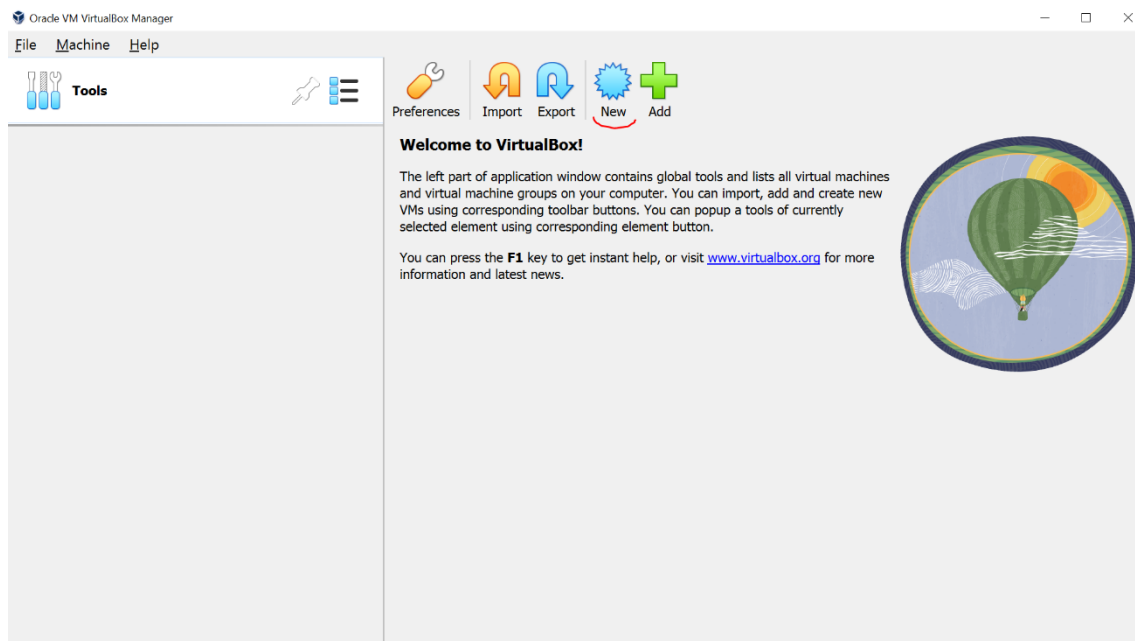 Oracle VM VirtualBox Manager
File Machine Help
Tools
Preferences Import Export New Add
Welcome to VirtualBox!
The left part of application window contains global tools and lists all virtual machines
and virtual machine groups on your computer. You can import, add and create new
VMs using corresponding toolbar buttons. You can popup a tools of currently
selected element using corresponding element button.
You can press the F1 key to get instant help, or visit www.virtualbox.org for more
information and latest news.